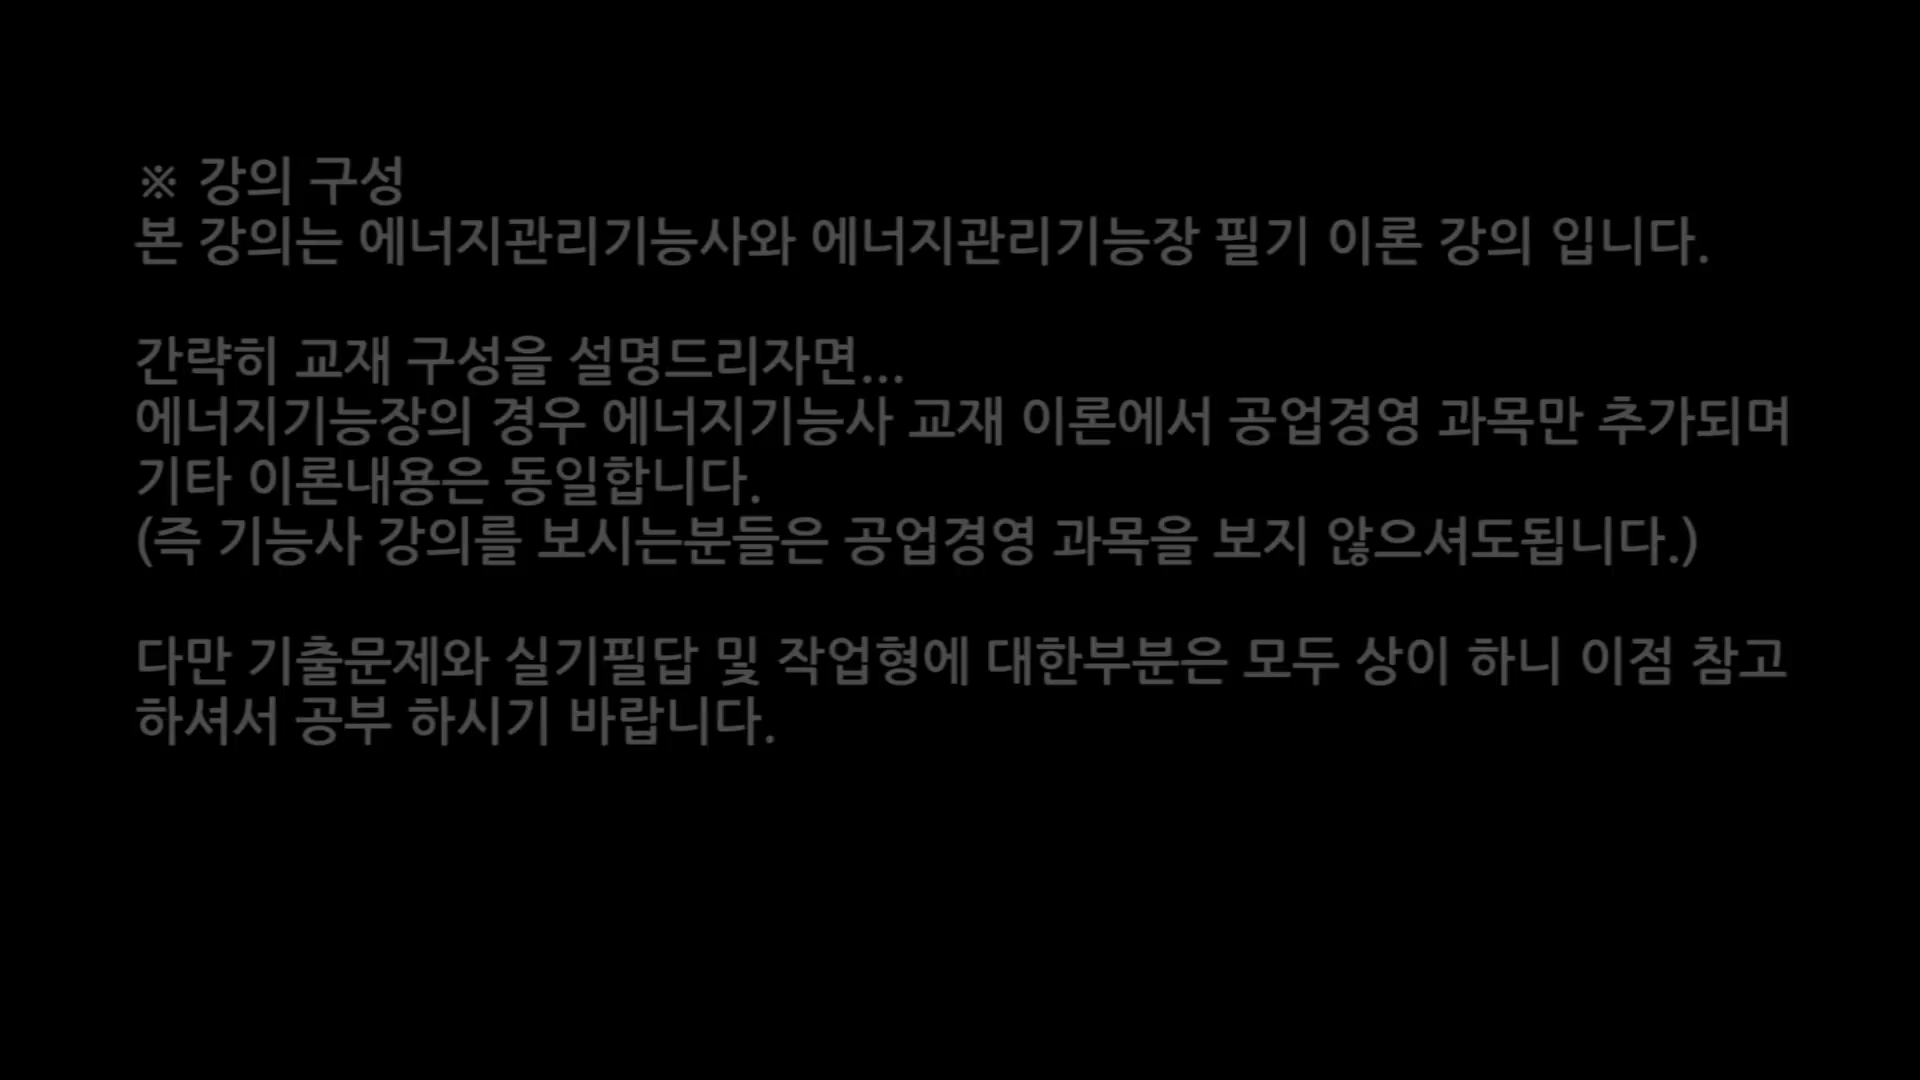 ※ 강의 구성
본 강의는 에너지관리기능사와 에너지관리기능장 필기 이론 강의 입니다.
간략히 교재 구성을 설명드리자면...
에너지기능장의 경우 에너지기능사 교재 이론에서 공업경영 과목만 추가되며
기타 이론내용은 동일합니다.
(즉 기능사 강의를 보시는분들은 공업경영 과목을 보지 않으셔도됩니다.)
다만 기출문제와 실기필답 및 작업형에 대한부분은 모두 상이 하니 이점 참고
하셔서 공부 하시기 바랍니다.